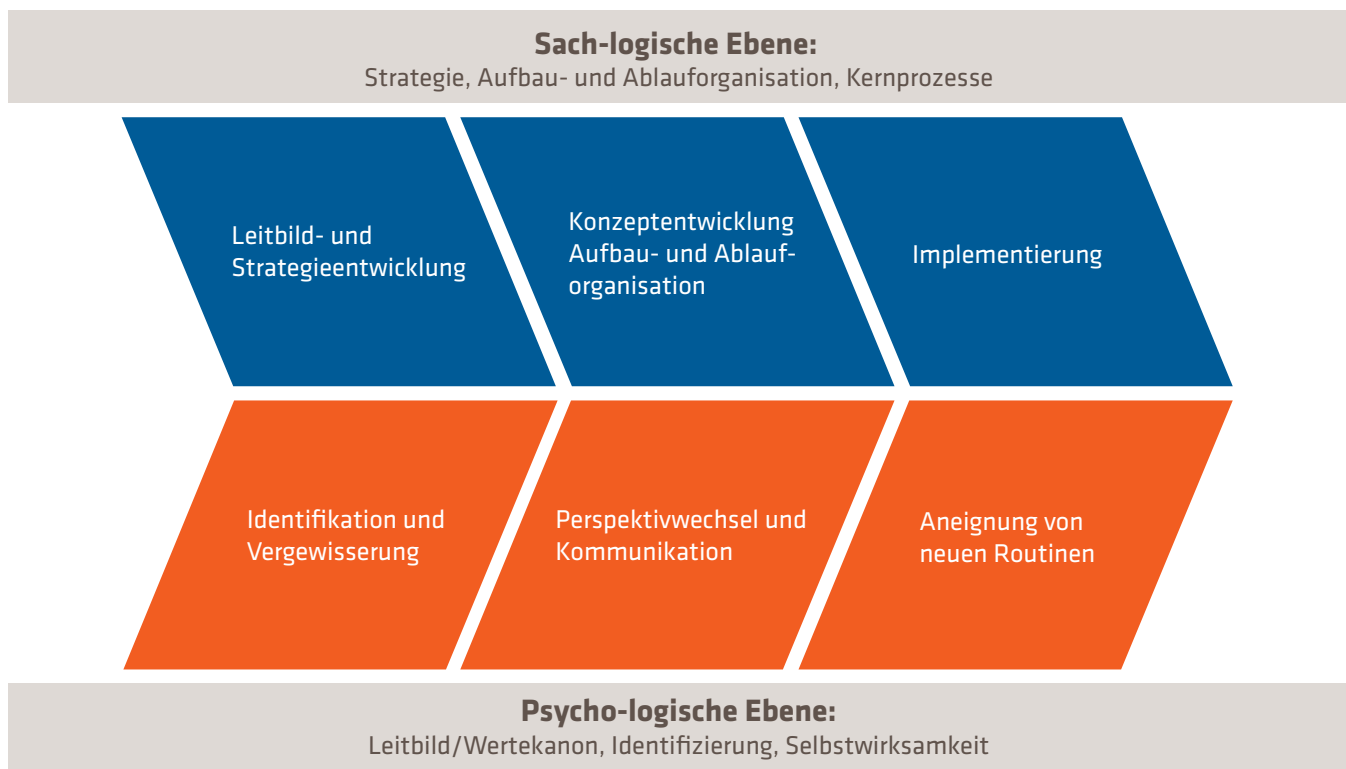 Sach-logische Ebene:
Strategie, Aufbau- und Ablauforganisation, Kernprozesse
Leitbild- und
Strategieentwicklung
Konzeptentwicklung
Aufbau- und Ablauf-
organisation
Implementierung
Identifikation und
Vergewisserung
Perspektivwechsel und
Kommunikation
Aneignung von
neuen Routinen
Psycho-logische Ebene:
Leitbild/Wertekanon, Identifizierung, Selbstwirksamkeit